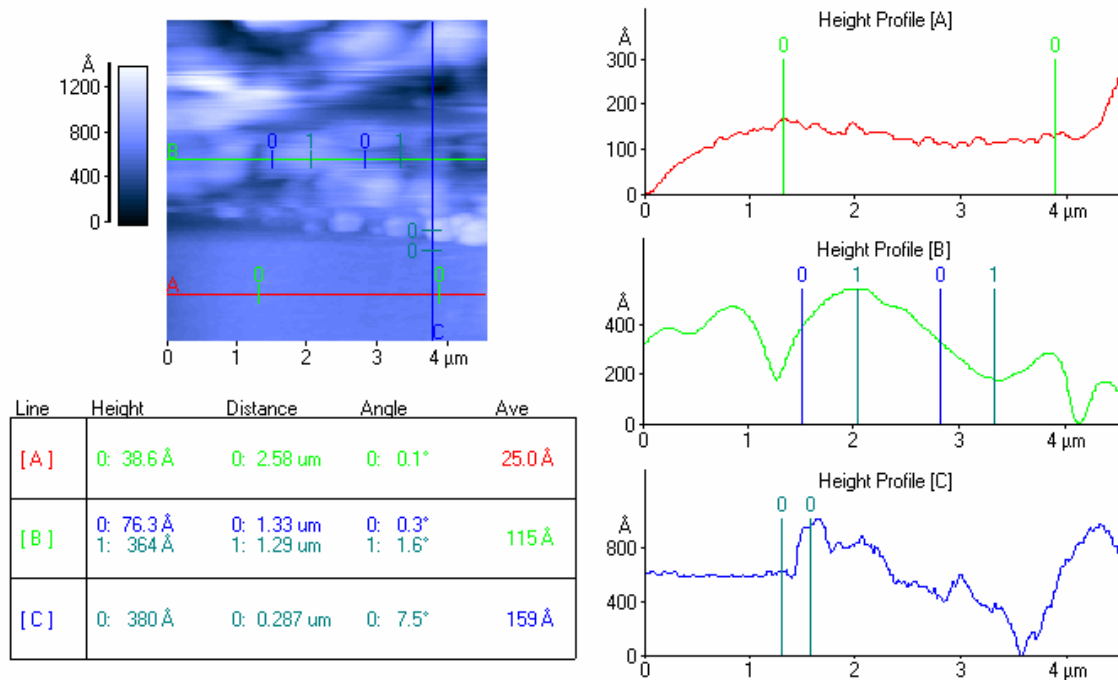 Å
1200
800
400
0
B
0 1 0 1
0
0
A
0 0
C
0 1 2 3 4 µm
Height Profile [A]
Å
300
200
100
0
0 0
0 1 2 3 4 µm
Height Profile [B]
Å
400
200
0
0 1 0 1
0 1 2 3 4 µm
Height Profile [C]
Å
800
400
0
0 0
0 1 2 3 4 µm
Line Height Distance Angle Ave
[A] 0: 38.6 Å 0: 2.58 um 0: 0.1° 25.0 Å
[B] 0: 76.3 Å 0: 1.33 um 0: 0.3° 115 Å
1: 364 Å 1: 1.29 um 1: 1.6°
[C] 0: 380 Å 0: 0.287 um 0: 7.5° 159 Å